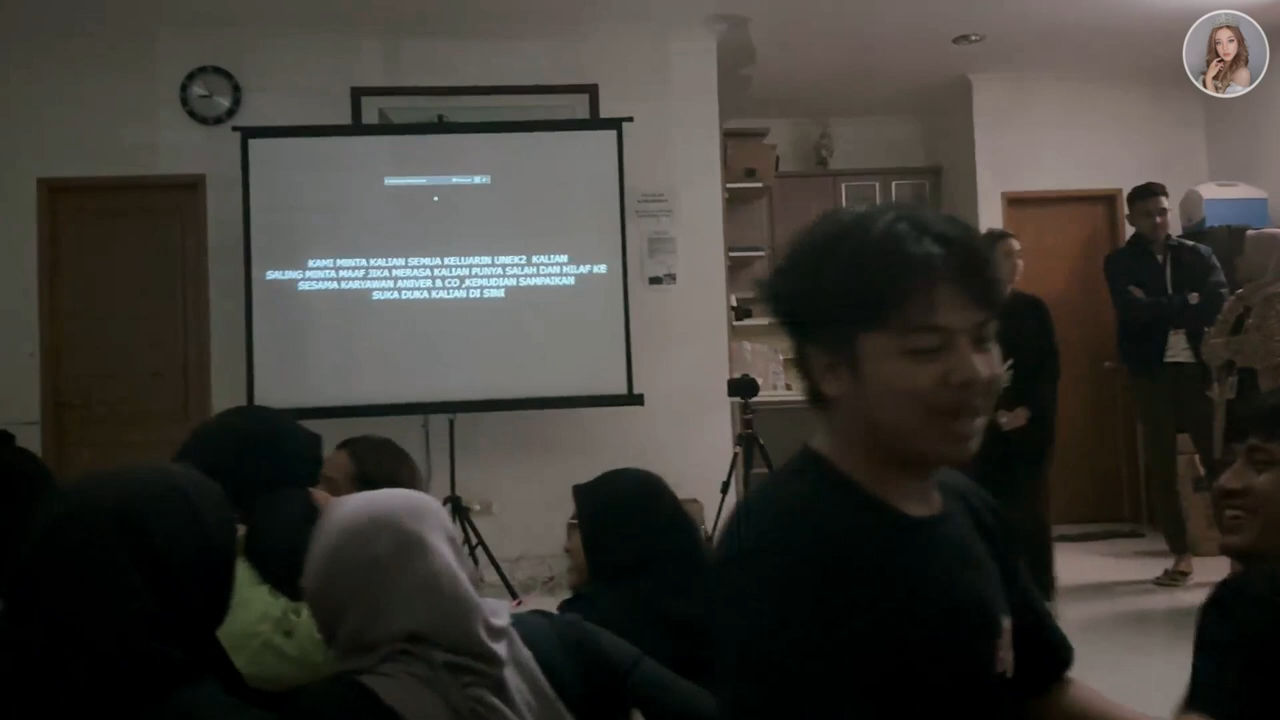 KAMI MINTA KALIAN SEMUA KELUARIN UNEK2 KALIAN
SALING MINTA MAAF JIKA MERASA KALIAN PUNYA SALAH DAN HILAF KE
SESAMA KARYAWAN ANIVER & CO ,KEMUDIAN SAMPAIKAN
SUKA DUKA KALIAN DI SINI